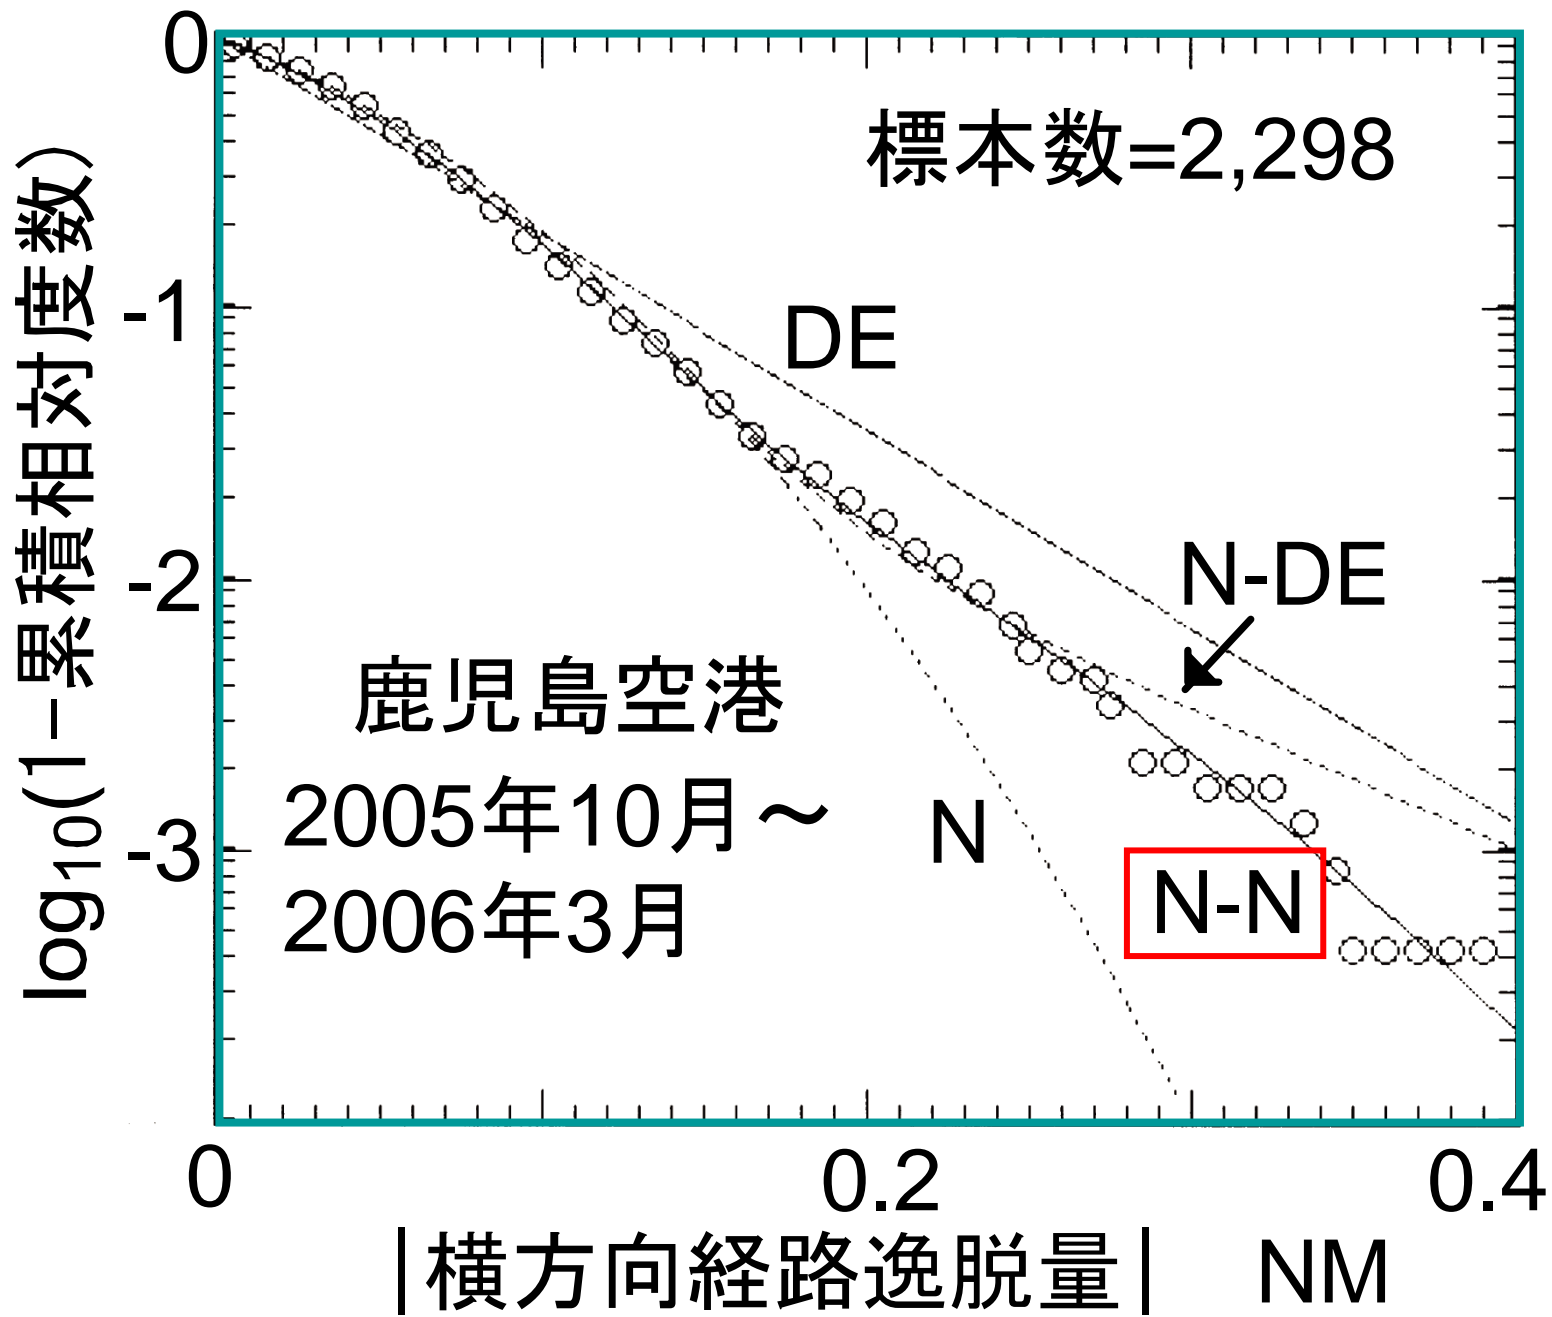 0
標本数=2,298
-1
DE
-2
N-DE
鹿児島空港
2005年10月～
2006年3月
N
-3
N-N
log10(1－累積相対度数)
0
0.2
0.4
|横方向経路逸脱量| NM